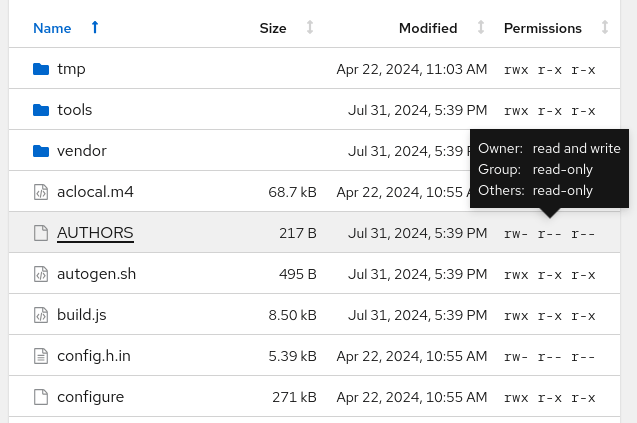 Name Size Modified Permissions
tmp Apr 22, 2024, 11:03 AM rwx r-x r-x
tools Jul 31, 2024, 5:39 PM rwx r-x r-x
vendor Jul 31, 2024, 5:39
Owner: read and write
Group: read-only
Others: read-only
aclocal.m4 68.7 kB Apr 22, 2024, 10:55
AUTHORS 217 B Jul 31, 2024, 5:39 PM rw- r-- r--
autogen.sh 495 B Jul 31, 2024, 5:39 PM rwx r-x r-x
build.js 8.50 kB Jul 31, 2024, 5:39 PM rwx r-x r-x
config.h.in 5.39 kB Apr 22, 2024, 10:55 AM rw- r-- r--
configure 271 kB Apr 22, 2024, 10:55 AM rwx r-x r-x